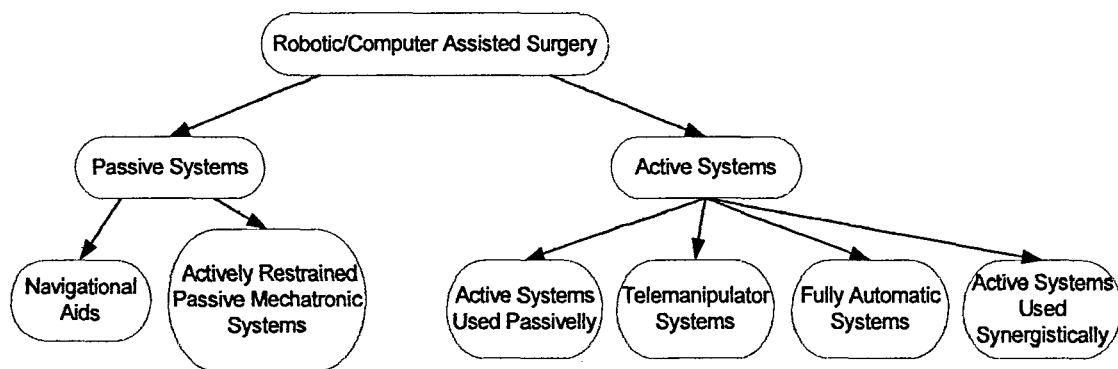 Robotic/Computer Assisted Surgery
Passive Systems
Active Systems
Navigational
Aids
Actively Restrained
Passive Mechatronic
Systems
Active Systems
Used Passivelly
Telemanipulator
Systems
Fully Automatic
Systems
Active Systems
Used
Synergistically